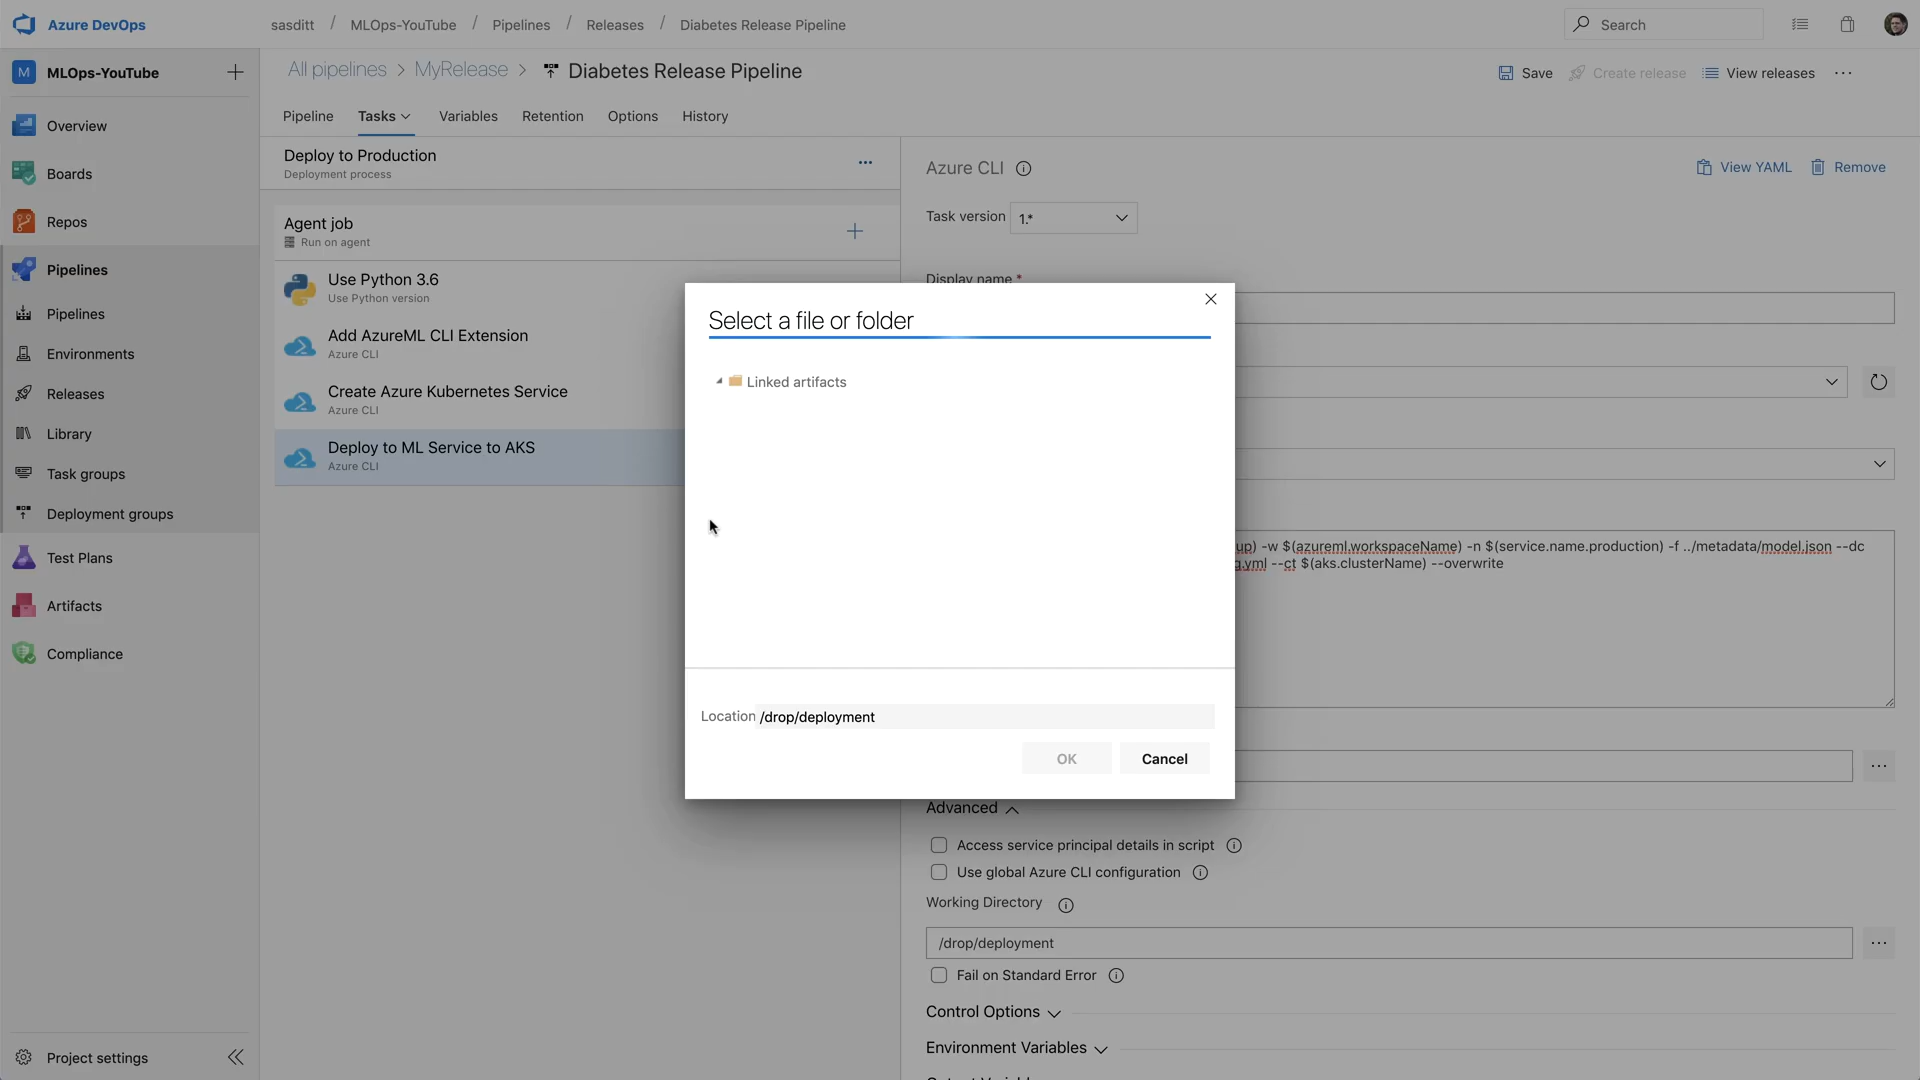 Azure DevOps
sasditt / MLOps-YouTube / Pipelines / Releases / Diabetes Release Pipeline
Search
M MLOps-YouTube
All pipelines > MyRelease > Diabetes Release Pipeline
Save
Create release
View releases
Pipeline
Tasks
Variables
Retention
Options
History
Overview
Boards
Repos
Pipelines
Pipelines
Environments
Releases
Library
Task groups
Deployment groups
Test Plans
Artifacts
Compliance
Project settings
Deploy to Production
Deployment process
Agent job
Run on agent
Use Python 3.6
Use Python version
Add AzureML CLI Extension
Azure CLI
Create Azure Kubernetes Service
Azure CLI
Deploy to ML Service to AKS
Azure CLI
Azure CLI
View YAML
Remove
Task version
1.*
Display name *
Select a file or folder
Linked artifacts
Location /drop/deployment
OK
Cancel
up) -w $(azureml.workspaceName) -n $(service.name.production) -f ../metadata/model.json --dc
g.yml --ct $(aks.clusterName) --overwrite
Advanced
Access service principal details in script
Use global Azure CLI configuration
Working Directory
/drop/deployment
Fail on Standard Error
Control Options
Environment Variables